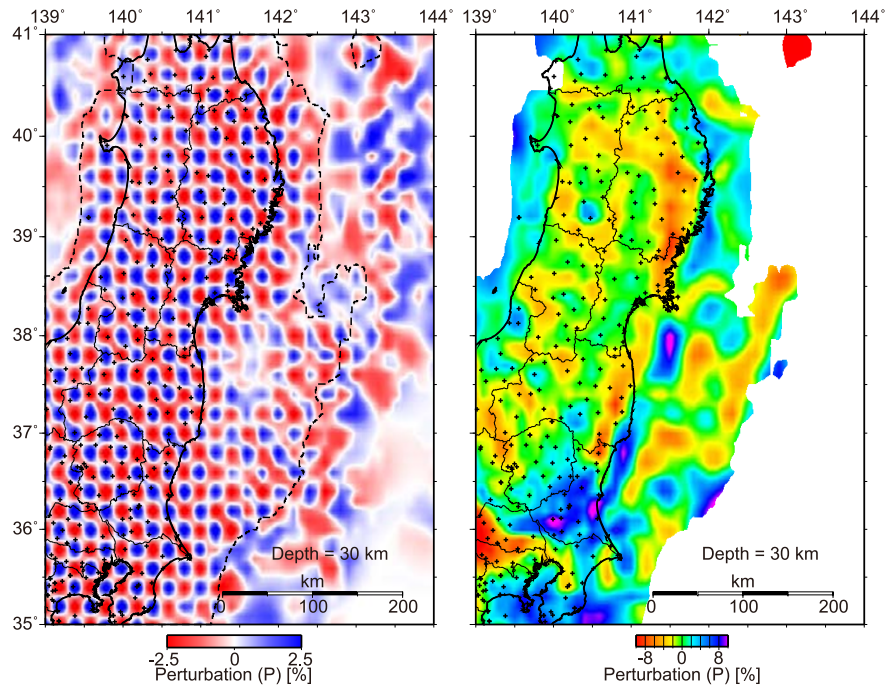 139˚ 140˚ 141˚ 142˚ 143˚ 144˚
41˚
40˚
39˚
38˚
37˚
36˚
35˚
Depth = 30 km
km
0 100 200
-2.5 0 2.5
Perturbation (P) [%]
139˚ 140˚ 141˚ 142˚ 143˚ 144˚
Depth = 30 km
km
0 100 200
-8 0 8
Perturbation (P) [%]